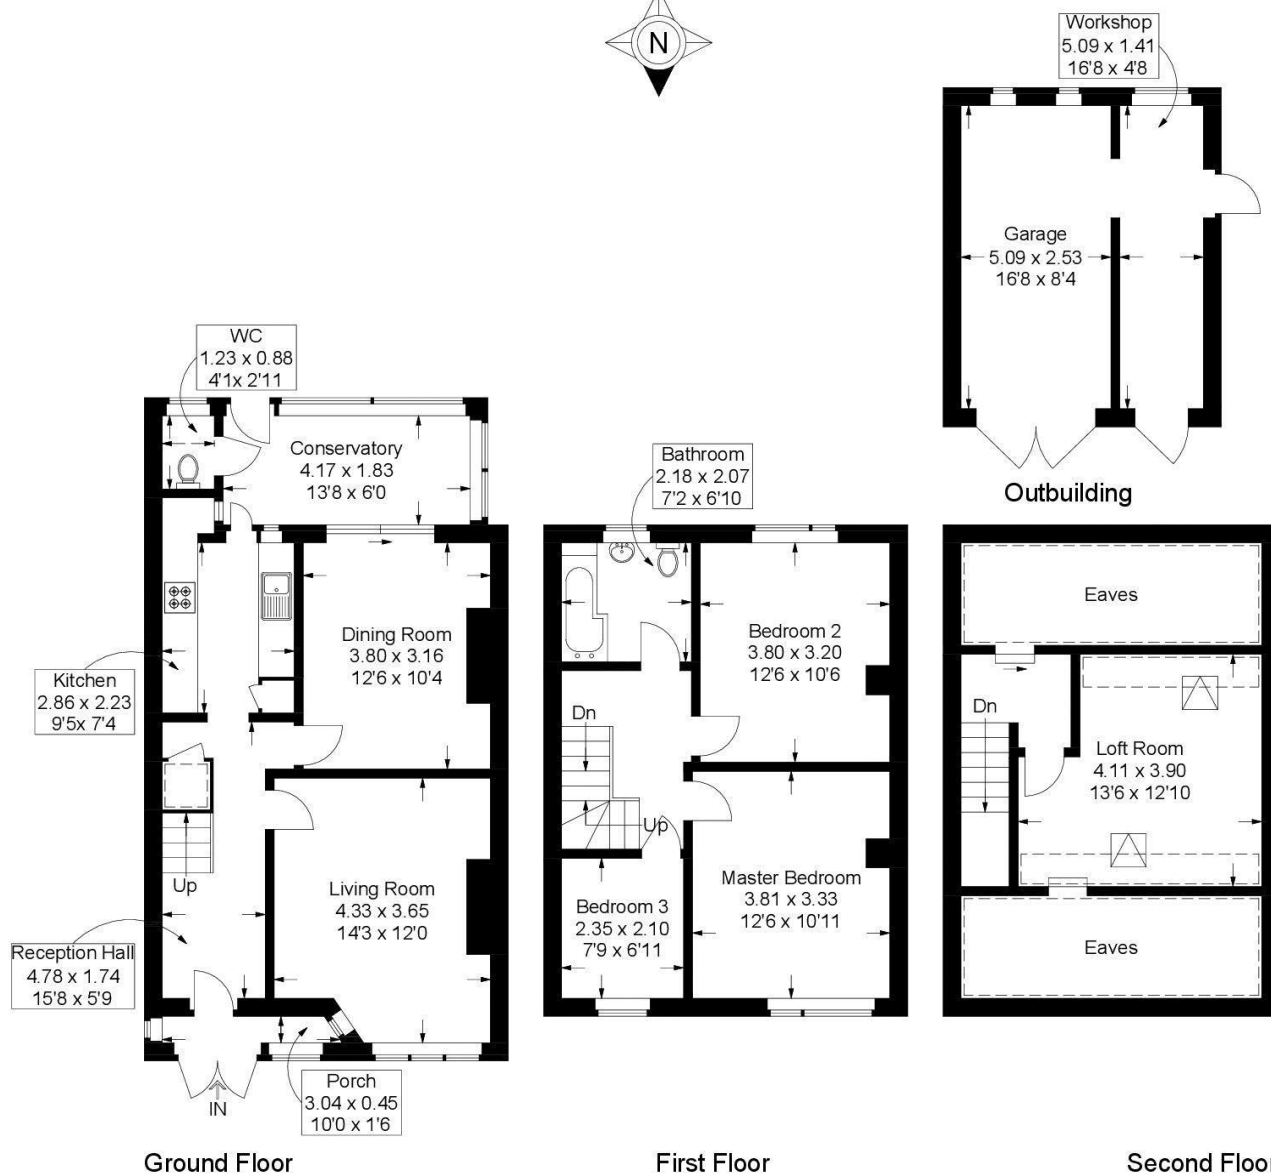 N
Workshop
5.09 x 1.41
16'8 x 4'8
Garage
5.09 x 2.53
16'8 x 8'4
Outbuilding
WC
1.23 x 0.88
4'1x 2'11
Conservatory
4.17 x 1.83
13'8 x 6'0
Dining Room
3.80 x 3.16
12'6 x 10'4
Kitchen
2.86 x 2.23
9'5x 7'4
Up
Living Room
4.33 x 3.65
14'3 x 12'0
Reception Hall
4.78 x 1.74
15'8 x 5'9
Porch
3.04 x 0.45
10'0 x 1'6
IN
Ground Floor
Bathroom
2.18 x 2.07
7'2 x 6'10
Bedroom 2
3.80 x 3.20
12'6 x 10'6
Dn
Up
Master Bedroom
3.81 x 3.33
12'6 x 10'11
Bedroom 3
2.35 x 2.10
7'9 x 6'11
First Floor
Eaves
Dn
Loft Room
4.11 x 3.90
13'6 x 12'10
Eaves
Second Floo